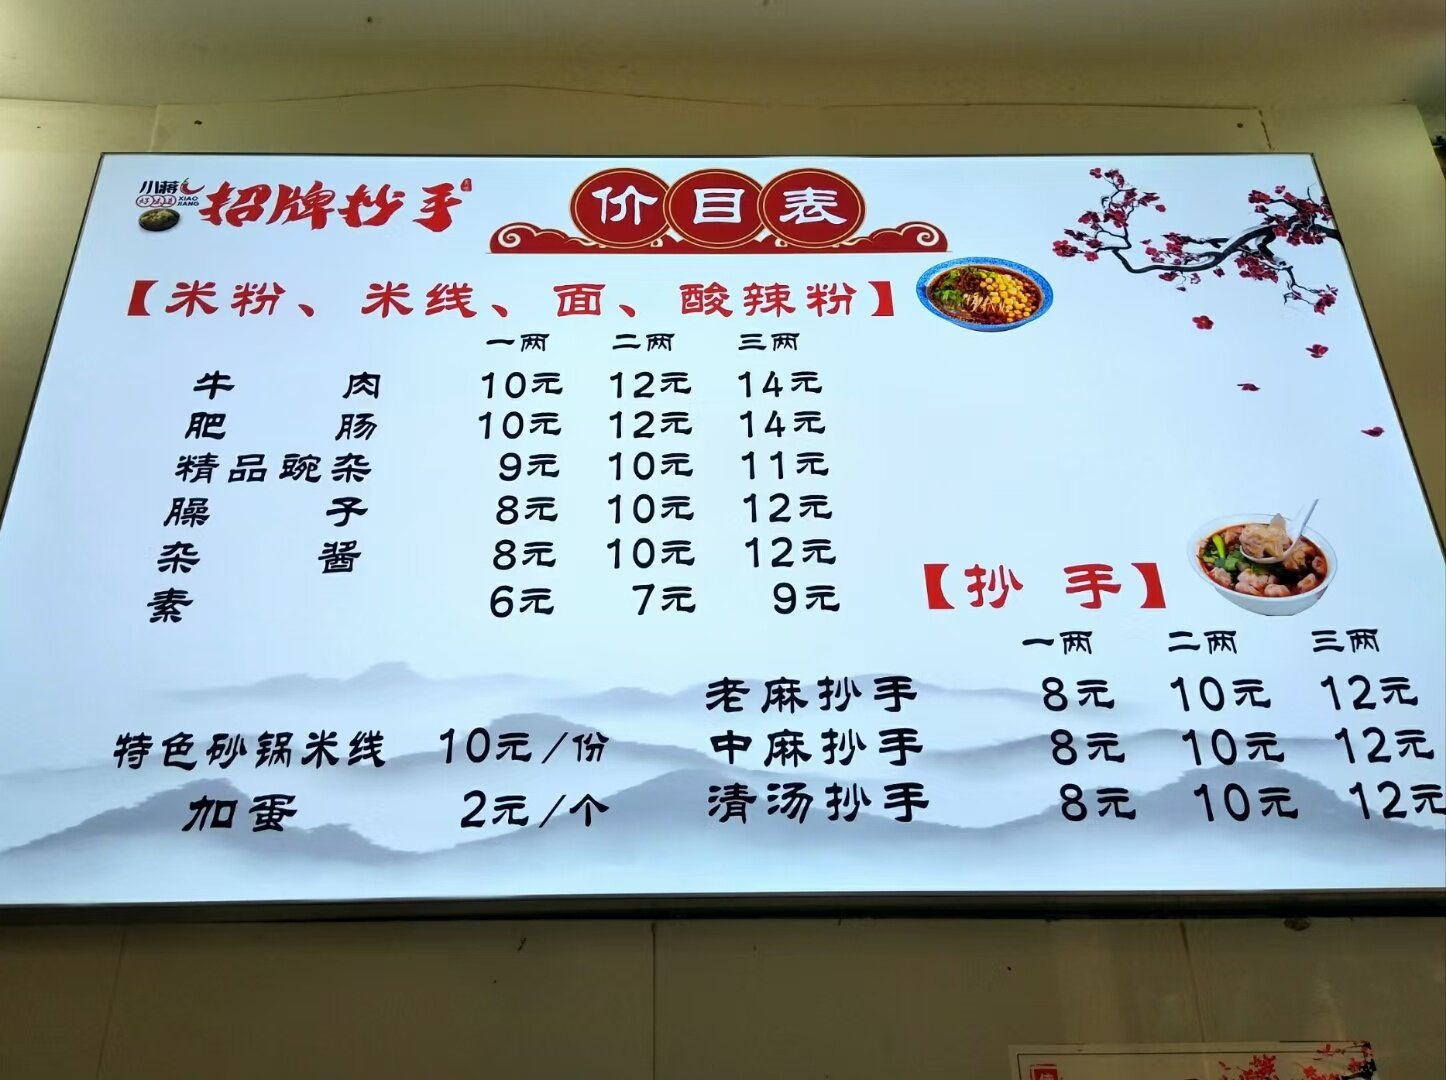 小蒋
XIAO
JIANG
招牌抄手
价目表
【米粉、米线、面、酸辣粉】
一两 二两 三两
牛肉 10元 12元 14元
肥肠 10元 12元 14元
精品豌杂 9元 10元 11元
臊子 8元 10元 12元
杂酱 8元 10元 12元
素 6元 7元 9元
特色砂锅米线 10元/份
加蛋 2元/个
【抄手】
一两 二两 三两
老麻抄手 8元 10元 12元
中麻抄手 8元 10元 12元
清汤抄手 8元 10元 12元